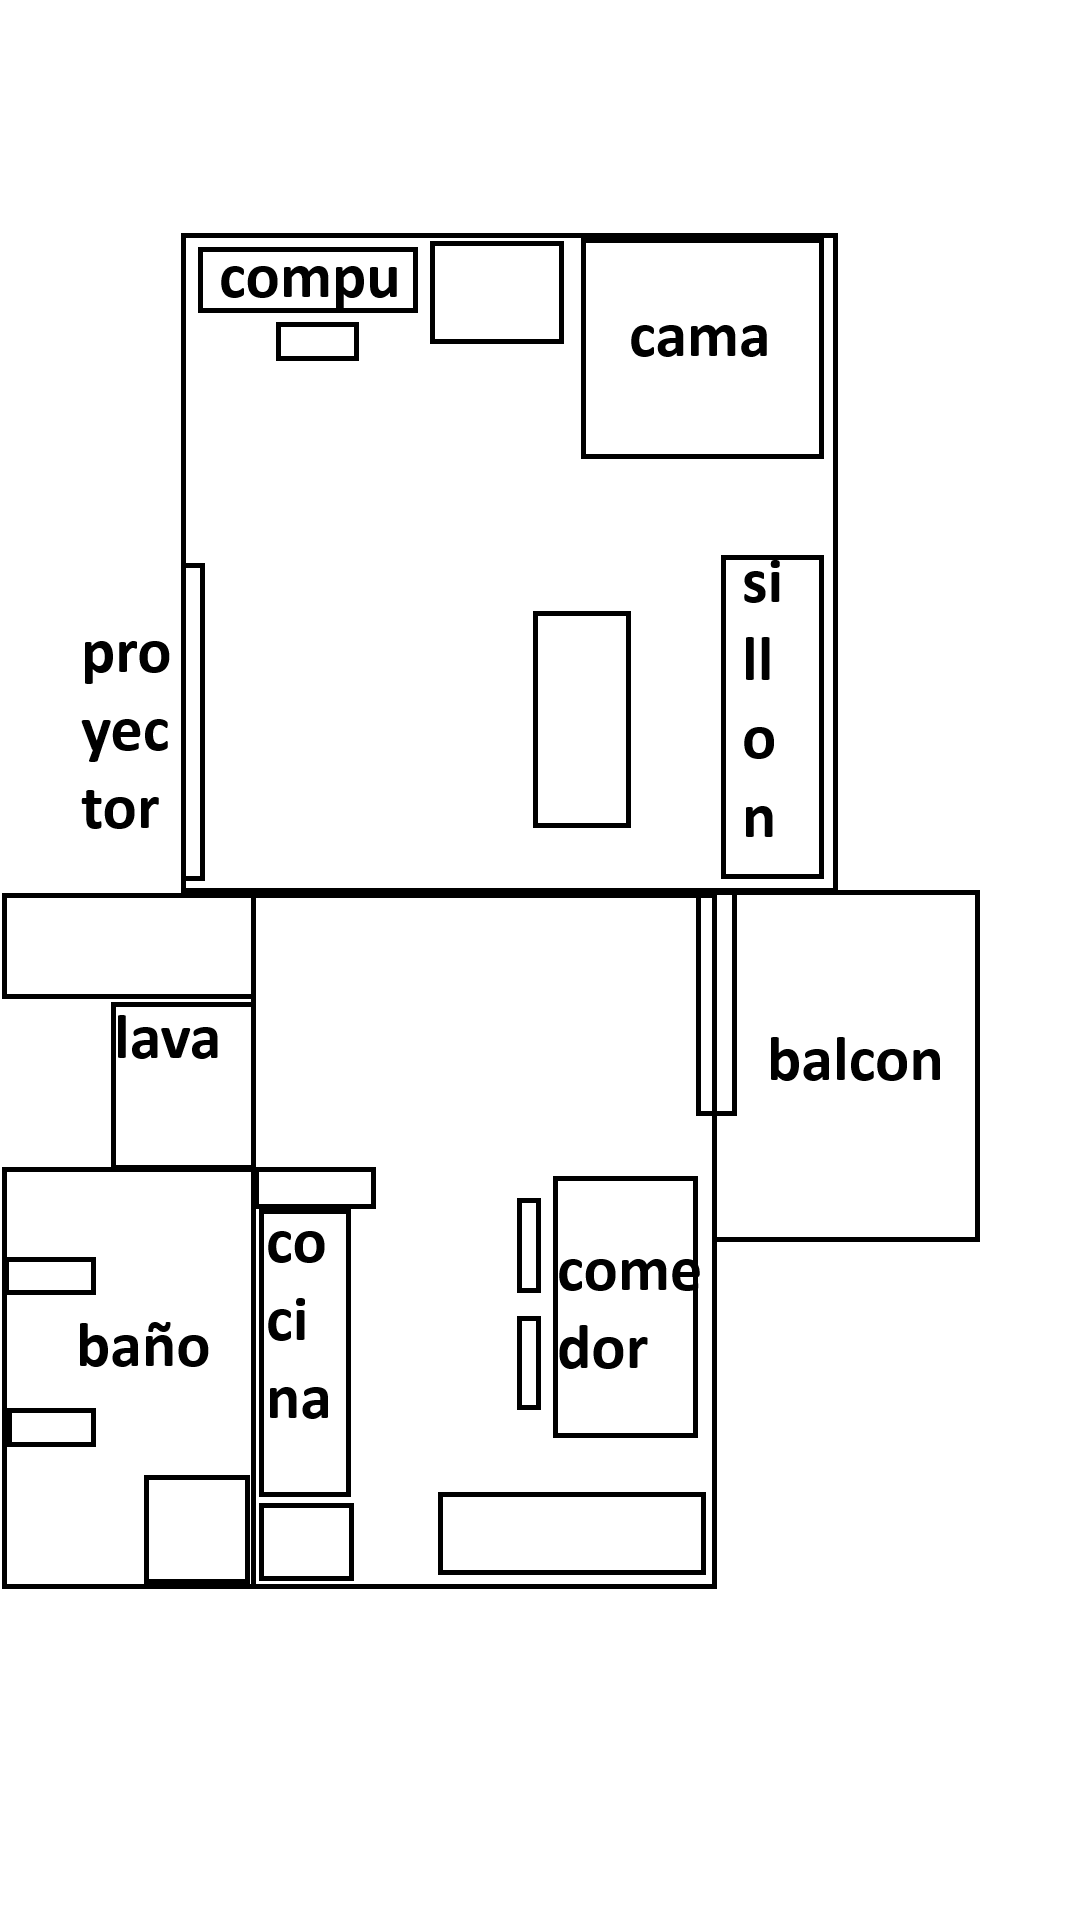 compu
cama
si
ll
o
n
pro
yec
tor
lava
balcon
co
ci
na
come
dor
baño